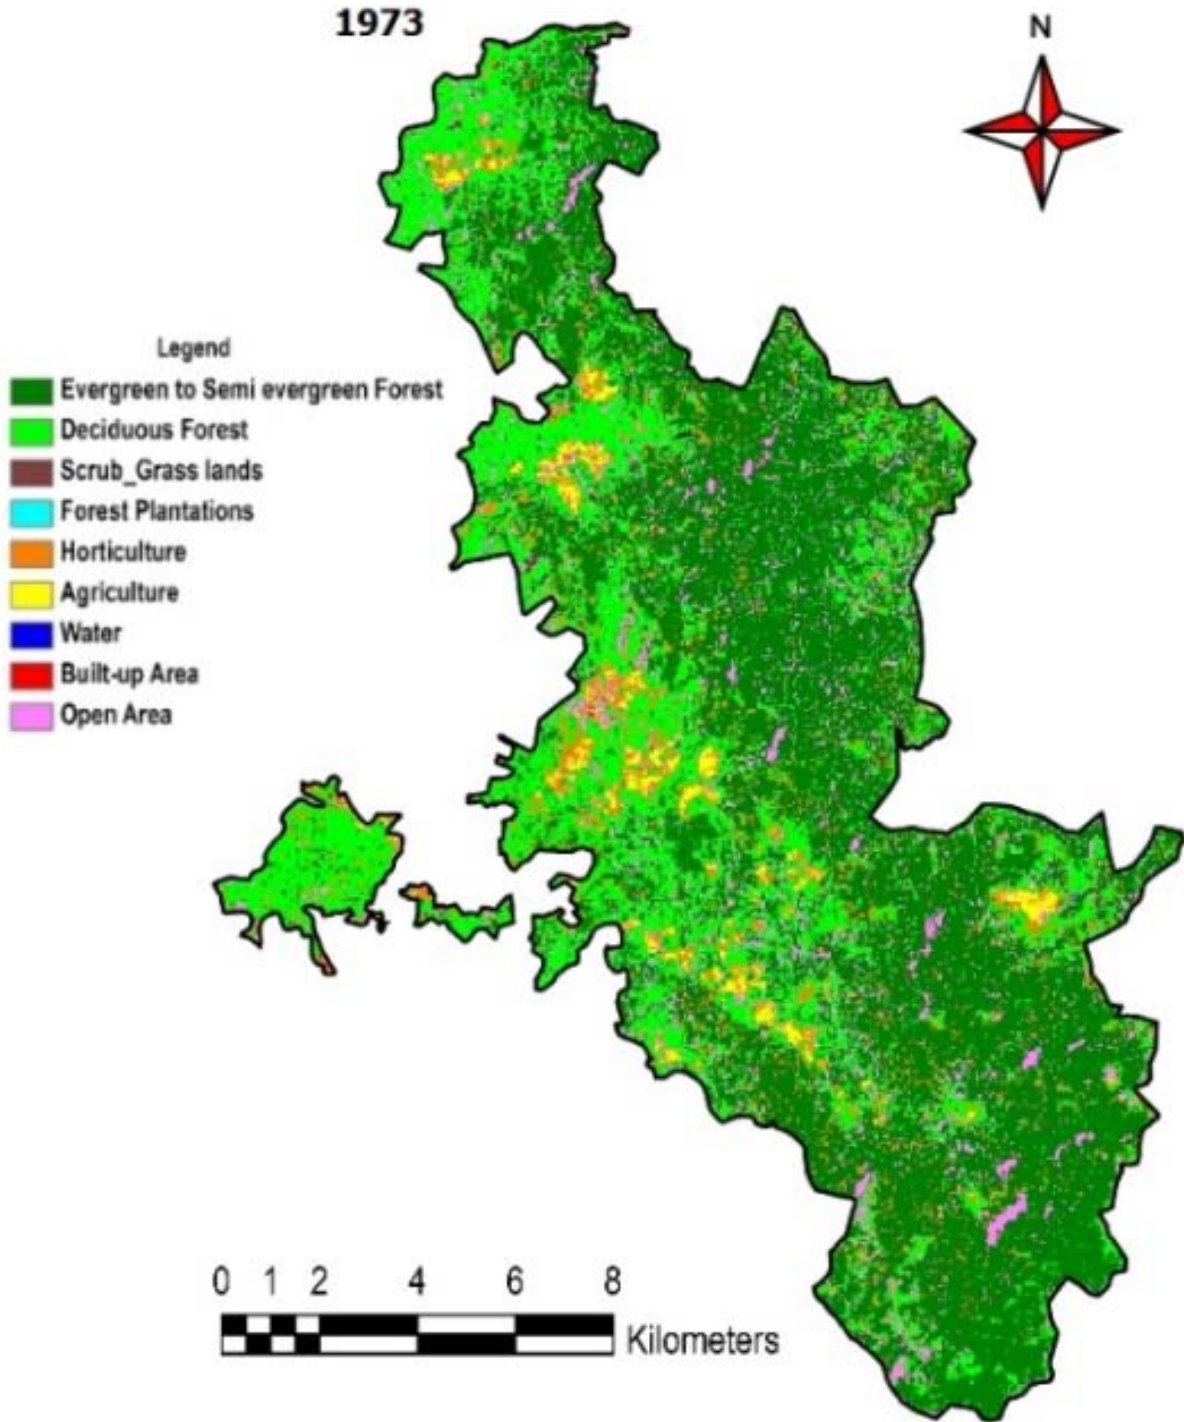 1973
N
Legend
Evergreen to Semi evergreen Forest
Deciduous Forest
Scrub_Grass lands
Forest Plantations
Horticulture
Agriculture
Water
Built-up Area
Open Area
0 1 2 4 6 8
Kilometers